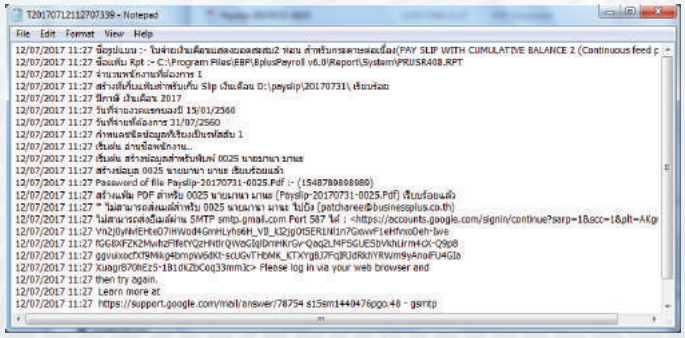 T20170712112707339 - Notepad
File Edit Format View Help
12/07/2017 11:27 ชื่อรูปแบบ :- ใบจ่ายเงินเดือนแสดงยอดสะสม2 ท่อน สำหรับกระดาษต่อเนื่อง(PAY SLIP WITH CUMULATIVE BALANCE 2 (Continuous feed p
12/07/2017 11:27 ชื่อแฟ้ม Rpt :- C:\Program Files\EBP\BplusPayroll v6.0\Report\System\PRUSR408.RPT
12/07/2017 11:27 จำนวนพนักงานที่ต้องการ 1
12/07/2017 11:27 สร้างที่เก็บแฟ้มสำหรับเก็บ Slip เงินเดือน D:\payslip\20170731\ เรียบร้อย
12/07/2017 11:27 ปีภาษี เงินเดือน 2017
12/07/2017 11:27 วันที่จ่ายงวดแรกของปี 15/01/2560
12/07/2017 11:27 วันที่จ่ายที่ต้องการ 31/07/2560
12/07/2017 11:27 กำหนดชนิดข้อมูลที่เรียงเป็นรหัสลับ 1
12/07/2017 11:27 เริ่มต้น อ่านชื่อพนักงาน..
12/07/2017 11:27 เริ่มต้น สร้างข้อมูลสำหรับพิมพ์ 0025 นายมานา มานะ
12/07/2017 11:27 สร้างข้อมูล 0025 นายมานา มานะ เรียบร้อยแล้ว
12/07/2017 11:27 Password of file Payslip-20170731-0025.Pdf :- (1548789898989)
12/07/2017 11:27 สร้างแฟ้ม PDF สำหรับ 0025 นายมานา มานะ (Payslip-20170731-0025.Pdf) เรียบร้อยแล้ว
12/07/2017 11:27 * ไม่สามารถส่งเมล์สำหรับ 0025 นายมานา มานะ ไปยัง (patcharee@businessplus.co.th)
12/07/2017 11:27 ไม่สามารถส่งอีเมล์ผ่าน SMTP smtp.gmail.com Port 587 ได้ : <https://accounts.google.com/signin/continue?sarp=1&scc=1&plt=AKgr
12/07/2017 11:27
12/07/2017 11:27
12/07/2017 11:27
12/07/2017 11:27 Please log in via your web browser and
12/07/2017 11:27 then try again.
12/07/2017 11:27 Learn more at
12/07/2017 11:27 https://support.google.com/mail/answer/78754 s15sm1440476pgo.48 - gsmtp